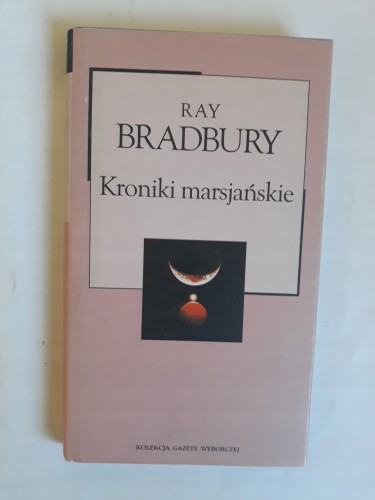 RAY
BRADBURY
Kroniki marsjańskie
KOLEKCJA GAZETY WYBORCZEJ